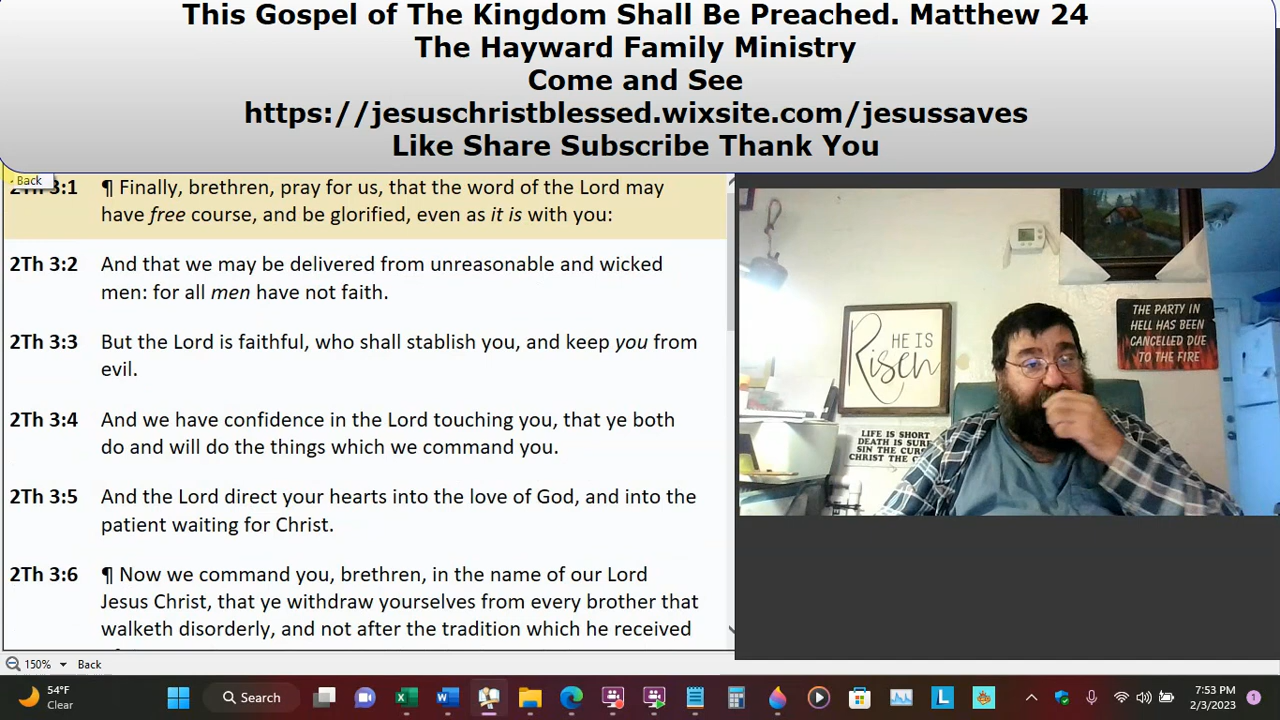 This Gospel of The Kingdom Shall Be Preached. Matthew 24
The Hayward Family Ministry
Come and See
https://jesuschristblessed.wixsite.com/jesussaves
Like Share Subscribe Thank You
Back
2Th 3:1 ¶ Finally, brethren, pray for us, that the word of the Lord may
have free course, and be glorified, even as it is with you:
2Th 3:2 And that we may be delivered from unreasonable and wicked
men: for all men have not faith.
2Th 3:3 But the Lord is faithful, who shall stablish you, and keep you from
evil.
2Th 3:4 And we have confidence in the Lord touching you, that ye both
do and will do the things which we command you.
2Th 3:5 And the Lord direct your hearts into the love of God, and into the
patient waiting for Christ.
2Th 3:6 ¶ Now we command you, brethren, in the name of our Lord
Jesus Christ, that ye withdraw yourselves from every brother that
walketh disorderly, and not after the tradition which he received
HE IS
Risen
THE PARTY IN
HELL HAS BEEN
CANCELLED DUE
TO THE FIRE
LIFE IS SHORT
DEATH IS SURE
SIN THE
CHRIST THE
150% Back
54°F
Clear
Search
7:53 PM
2/3/2023
1